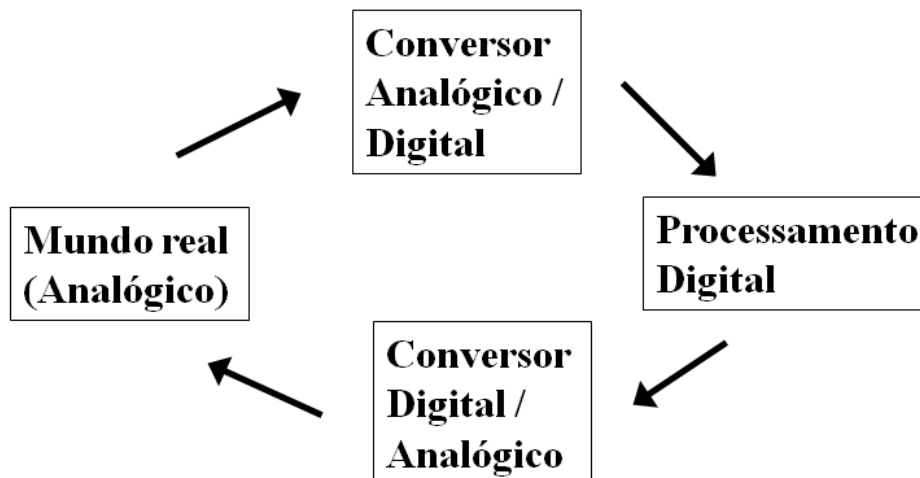 Conversor
Analógico /
Digital
Mundo real
(Analógico)
Processamento
Digital
Conversor
Digital /
Analógico